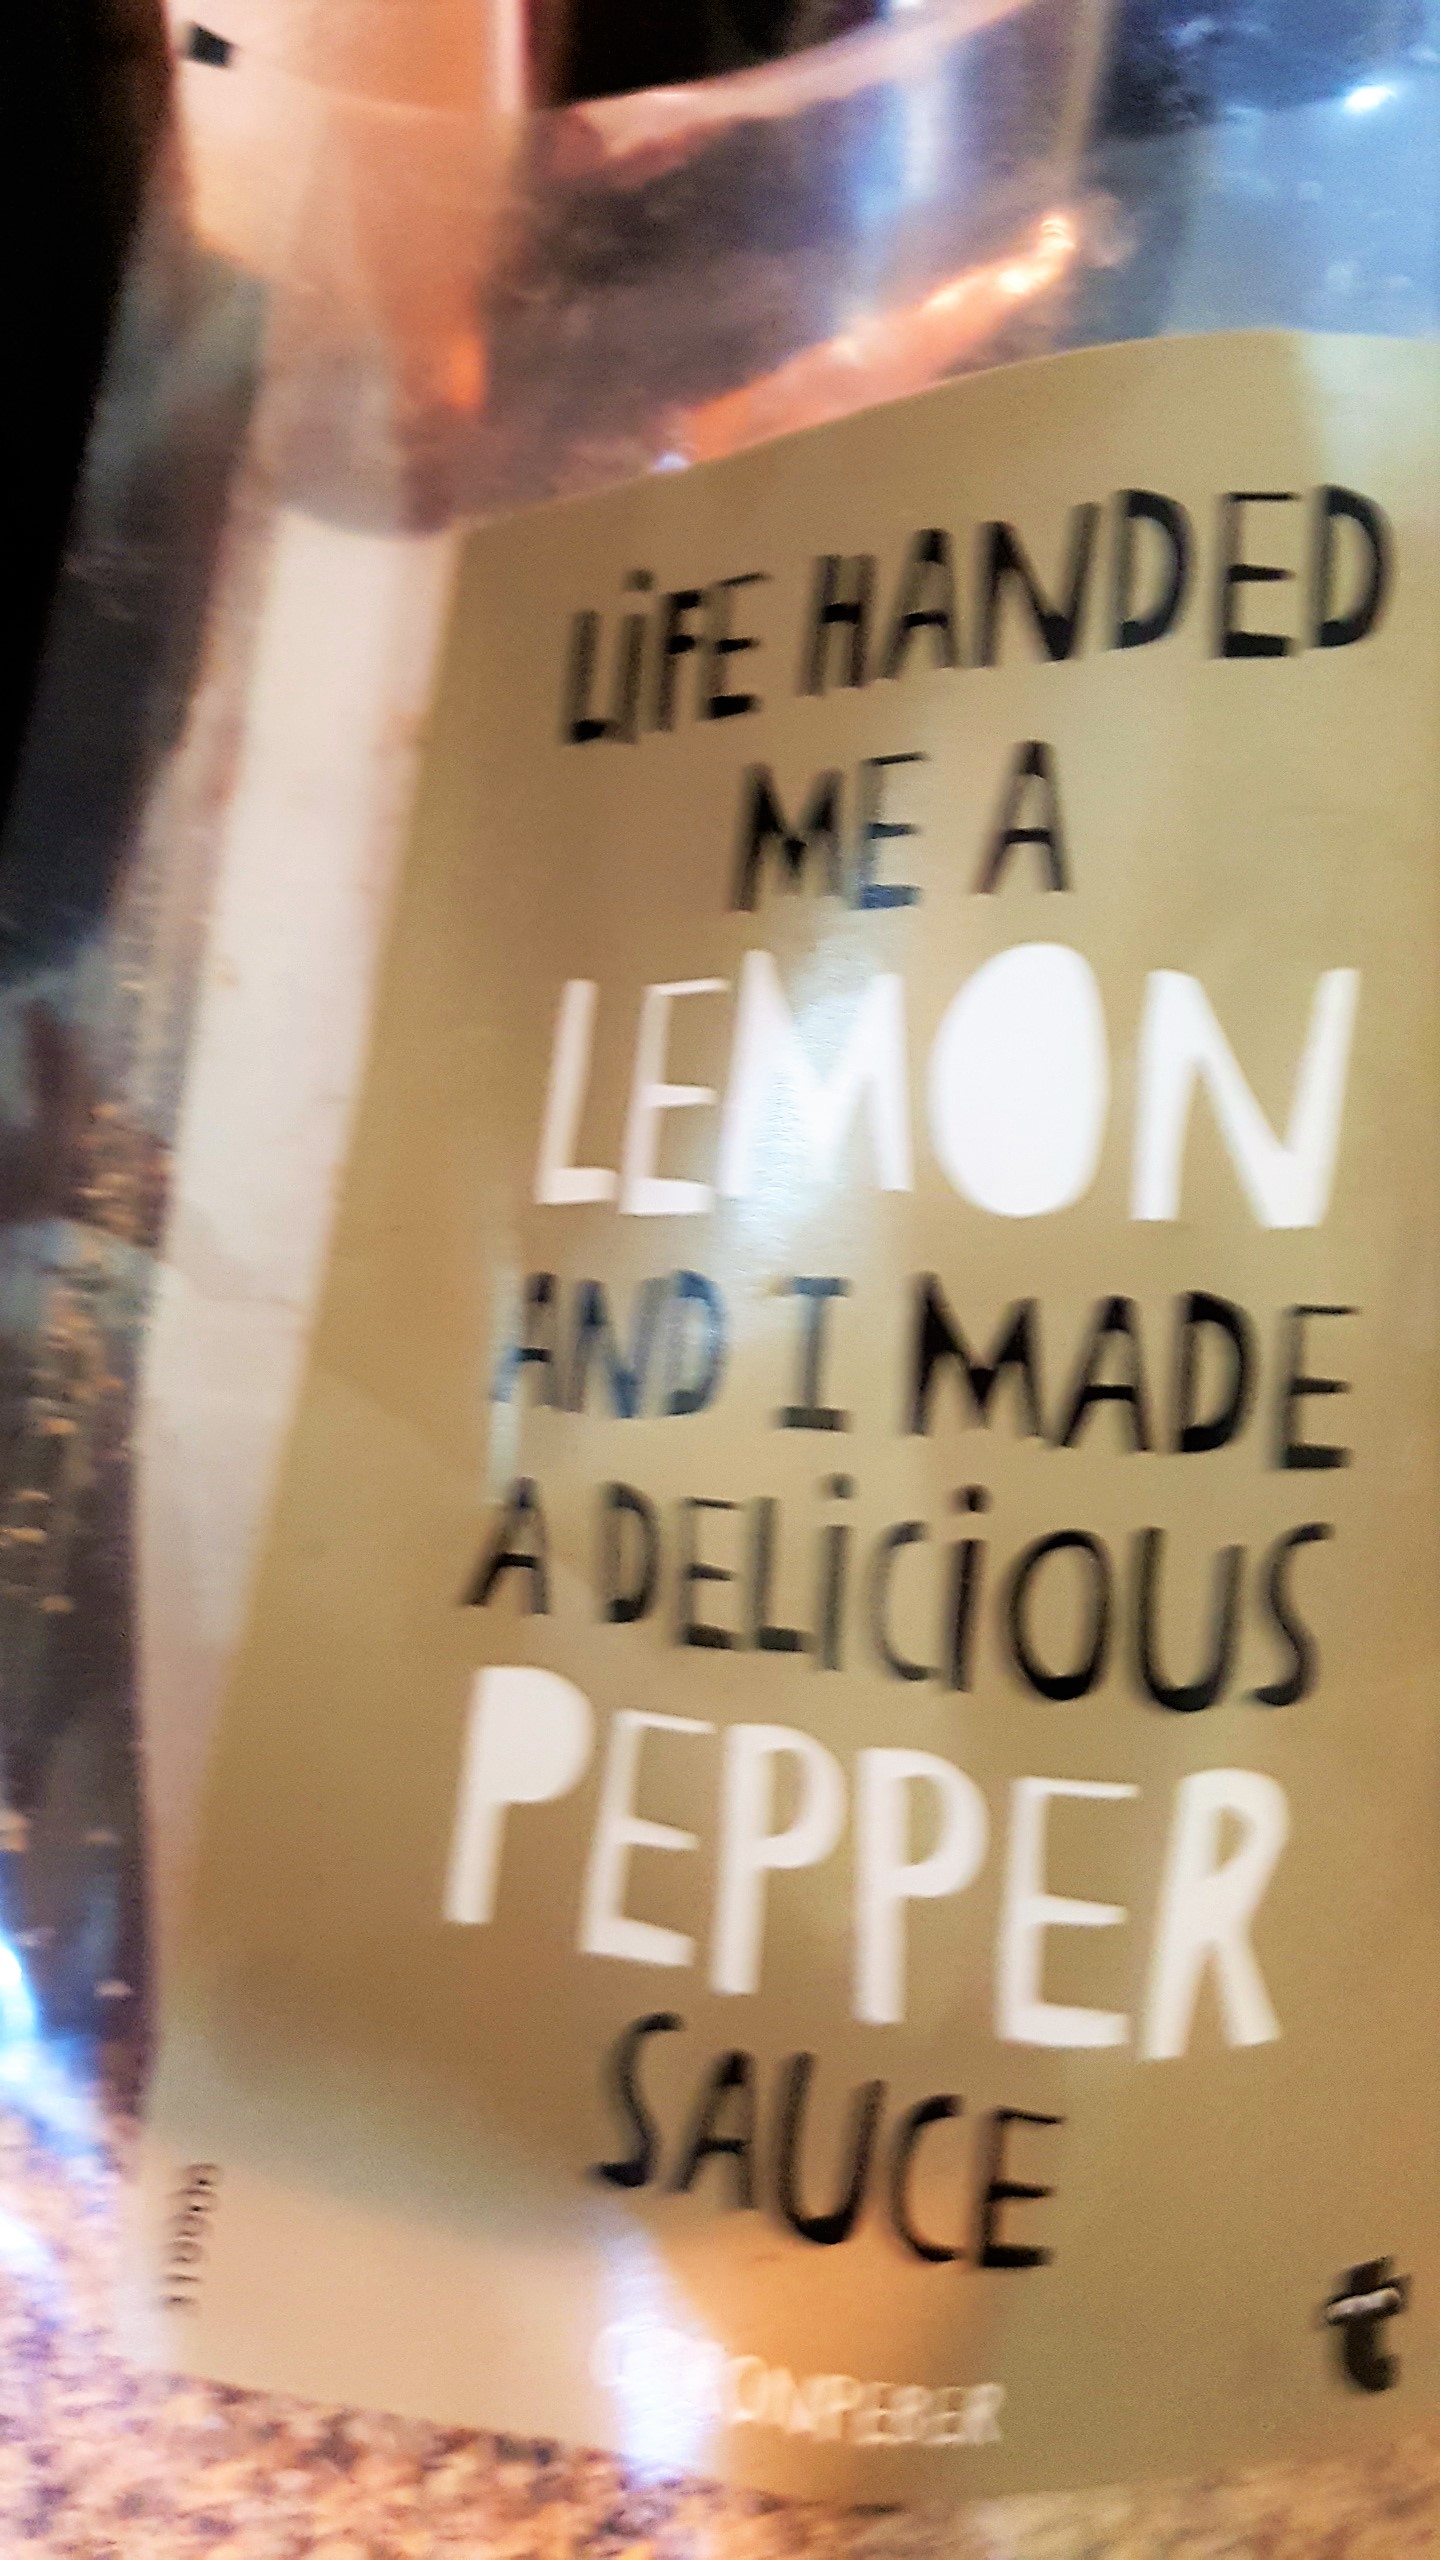 LiFE HANDED
ME A
LEMON
AND I MADE
A DELiCiOUS
PEPPER
SAUCE
t